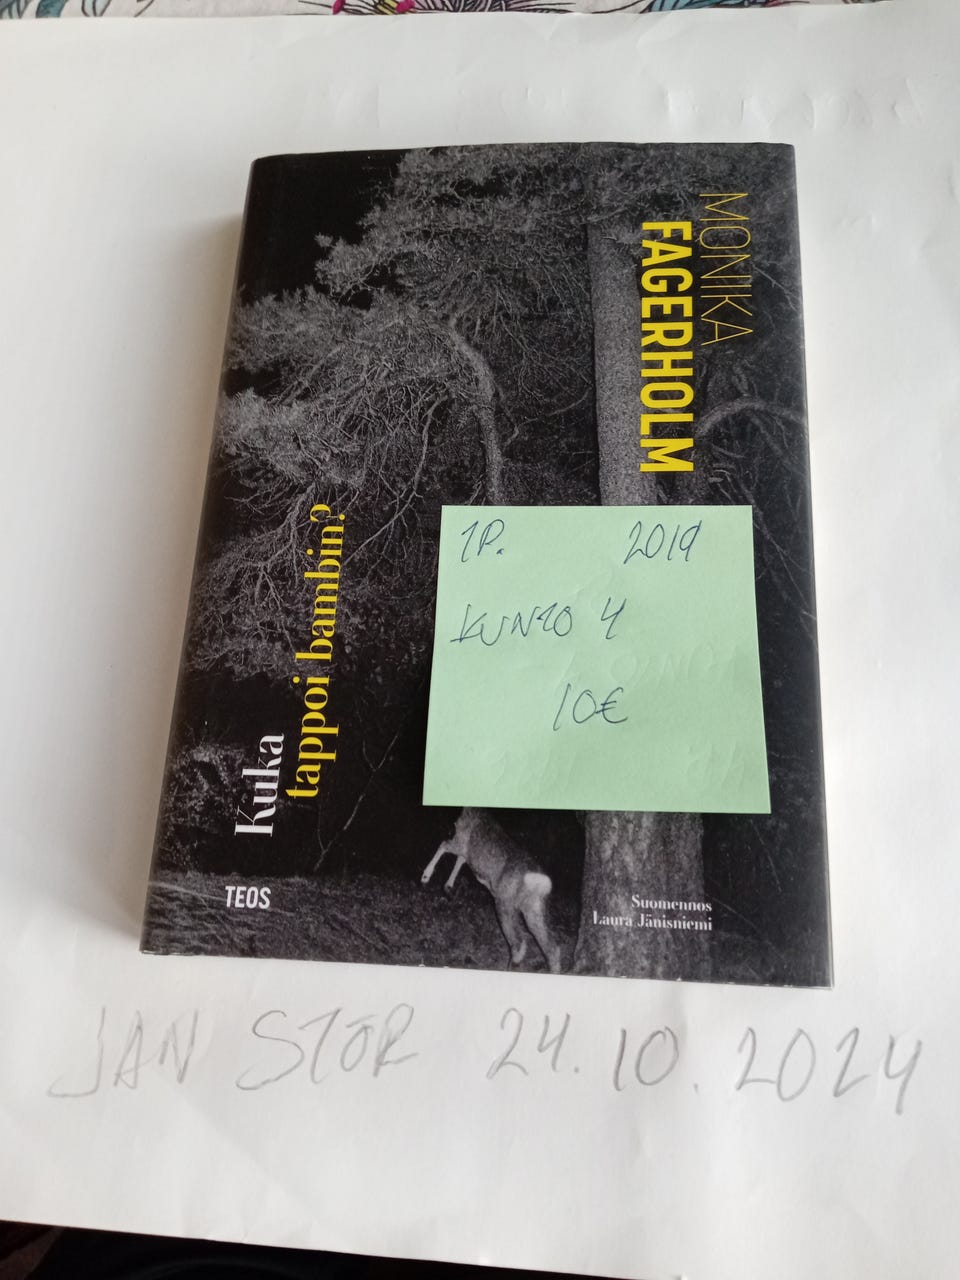 MONIKA
FAGERHOLM
Kuka
tappoi bambin?
1P. 2019
KUNTO 4
10€
TEOS
Suomennos
Laura Jänisniemi
JAN STOR 24.10.2024